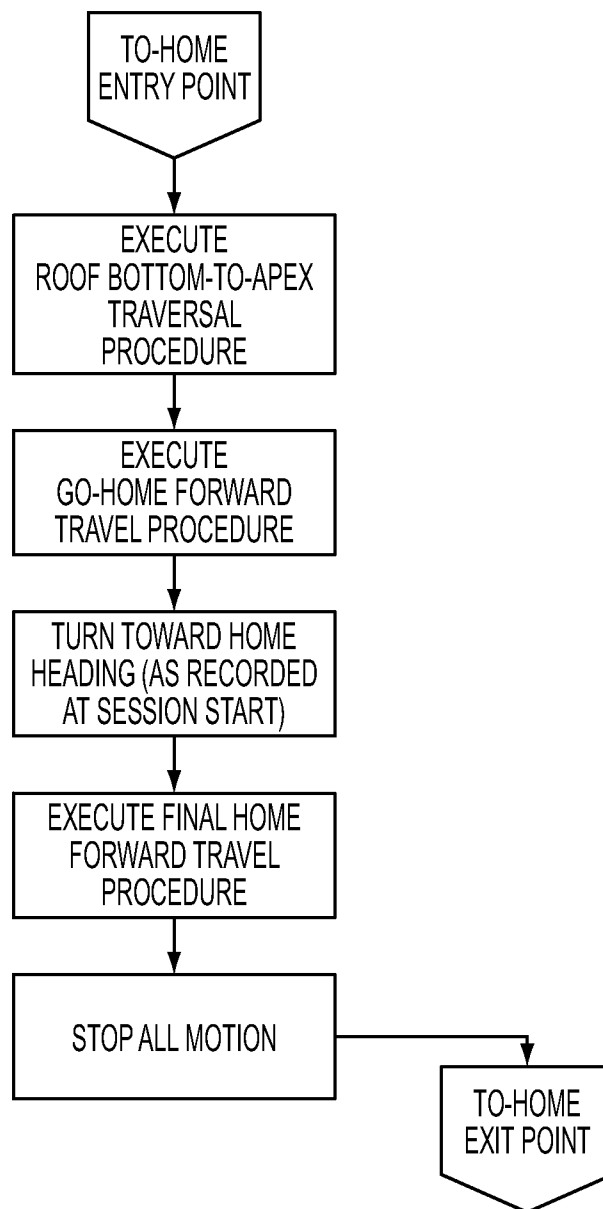 TO-HOME
ENTRY POINT
EXECUTE
ROOF BOTTOM-TO-APEX
TRAVERSAL
PROCEDURE
EXECUTE
GO-HOME FORWARD
TRAVEL PROCEDURE
TURN TOWARD HOME
HEADING (AS RECORDED
AT SESSION START)
EXECUTE FINAL HOME
FORWARD TRAVEL
PROCEDURE
STOP ALL MOTION
TO-HOME
EXIT POINT